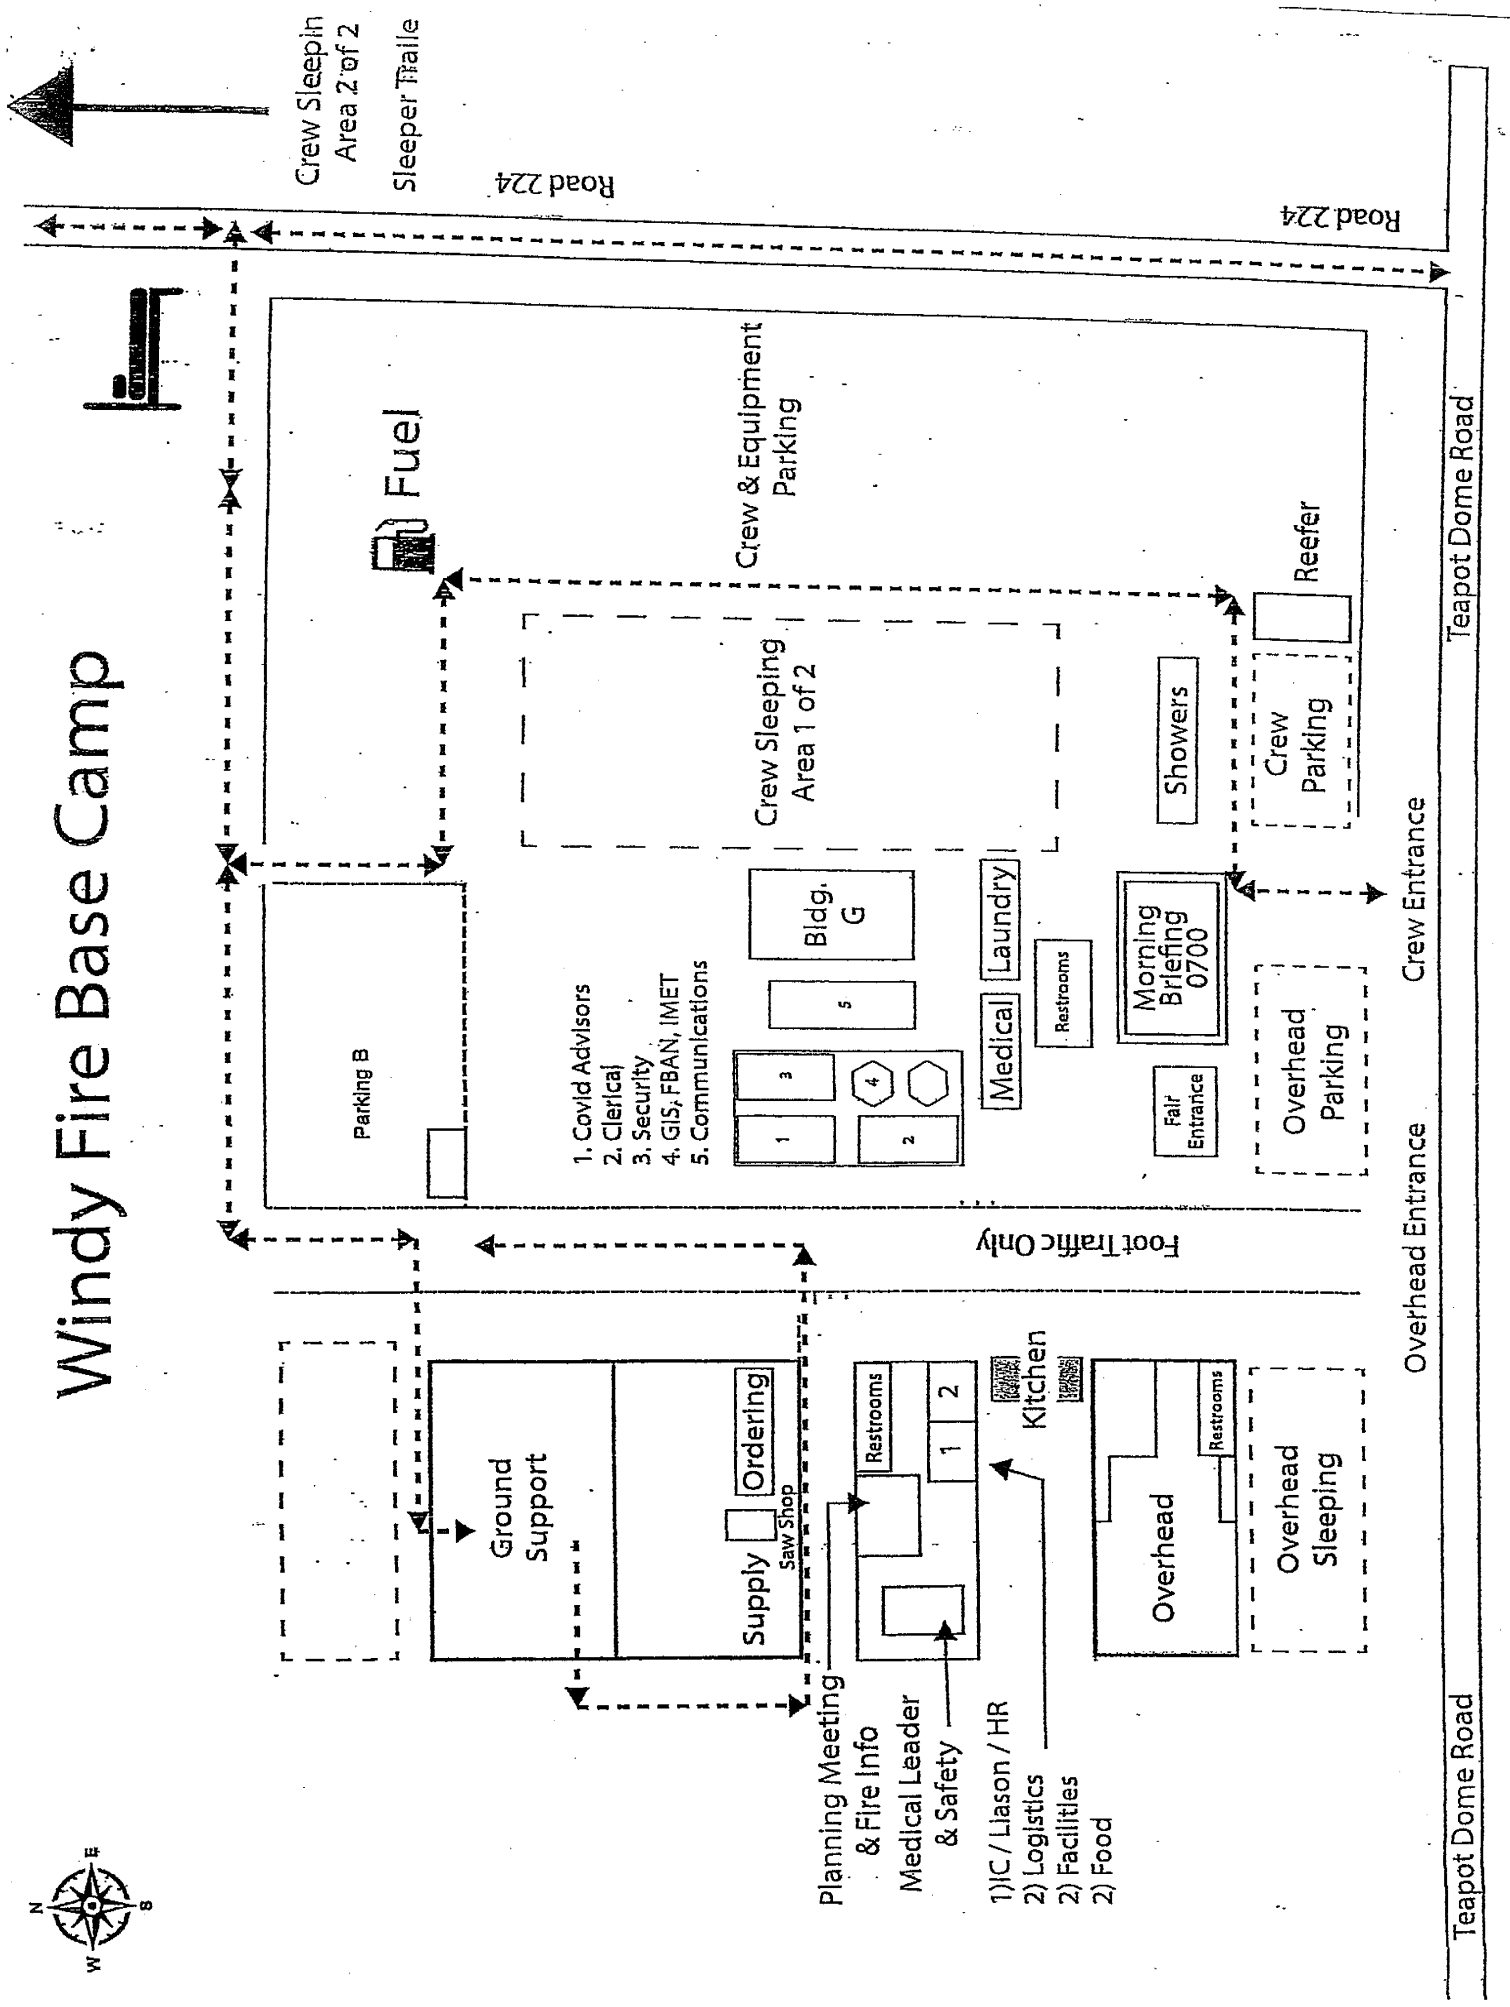 Windy Fire Base Camp
N
W
E
S
Crew Sleepin
Area 2 of 2
Sleeper Traile
Road 224
Road 224
Fuel
Crew & Equipment
Parking
Reefer
Crew Sleeping
Area 1 of 2
Showers
Crew
Parking
Parking B
1. Covid Advisors
2. Clerical
3. Security
4. GIS, FBAN, IMET
5. Communications
Bldg.
G
5
3
4
1
2
Laundry
Medical
Restrooms
Morning
Briefing
0700
Fair
Entrance
Overhead
Parking
Crew Entrance
Overhead Entrance
Foot Traffic Only
Ground
Support
Supply
Ordering
Saw Shop
Restrooms
1
2
Kitchen
Overhead
Restrooms
Overhead
Sleeping
Planning Meeting
& Fire Info
Medical Leader
& Safety
1)IC / Liason / HR
2) Logistics
2) Facilities
2) Food
Teapot Dome Road
Teapot Dome Road